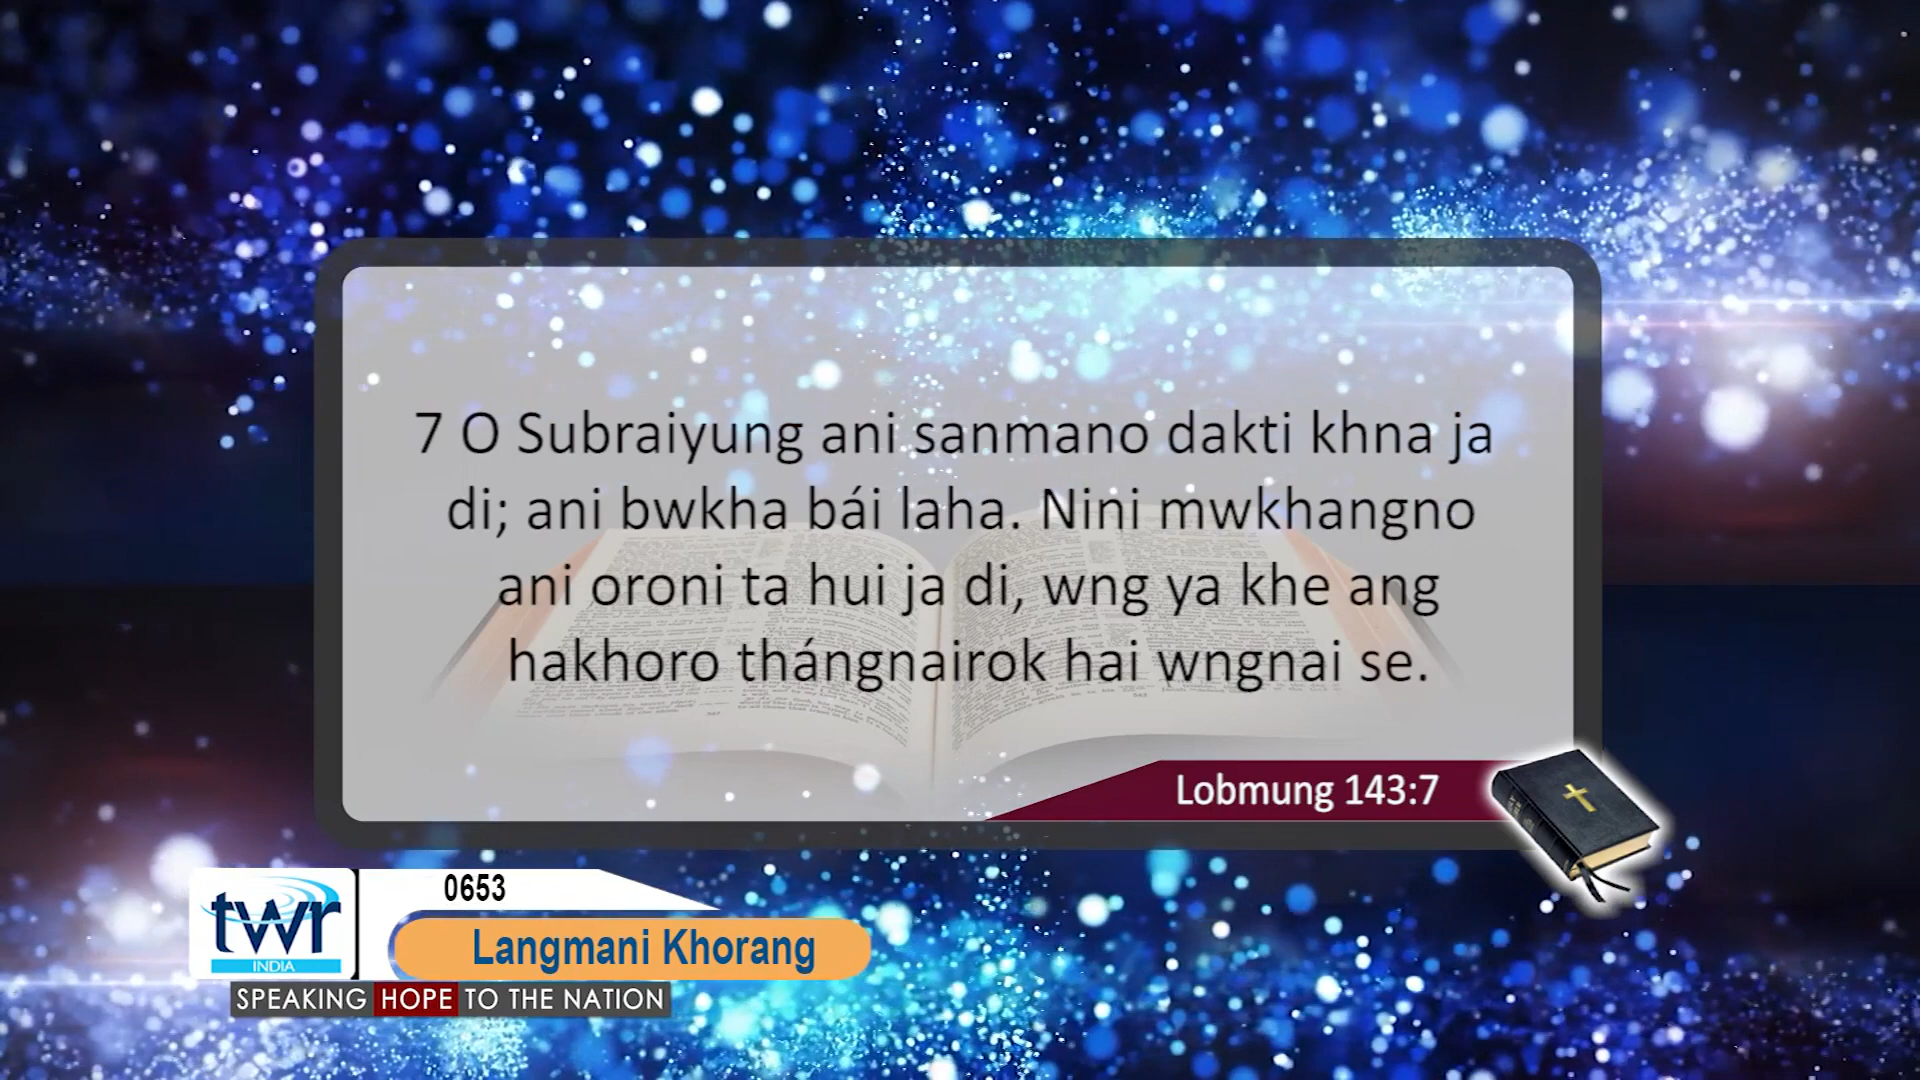 7 O Subraiyung ani sanmano dakti khna ja
di; ani bwkha bái laha. Nini mwkhangno
ani oroni ta hui ja di, wng ya khe ang
hakhoro thángnairok hai wngnai se.
Lobmung 143:7
0653
twr
INDIA
Langmani Khorang
SPEAKING HOPE TO THE NATION